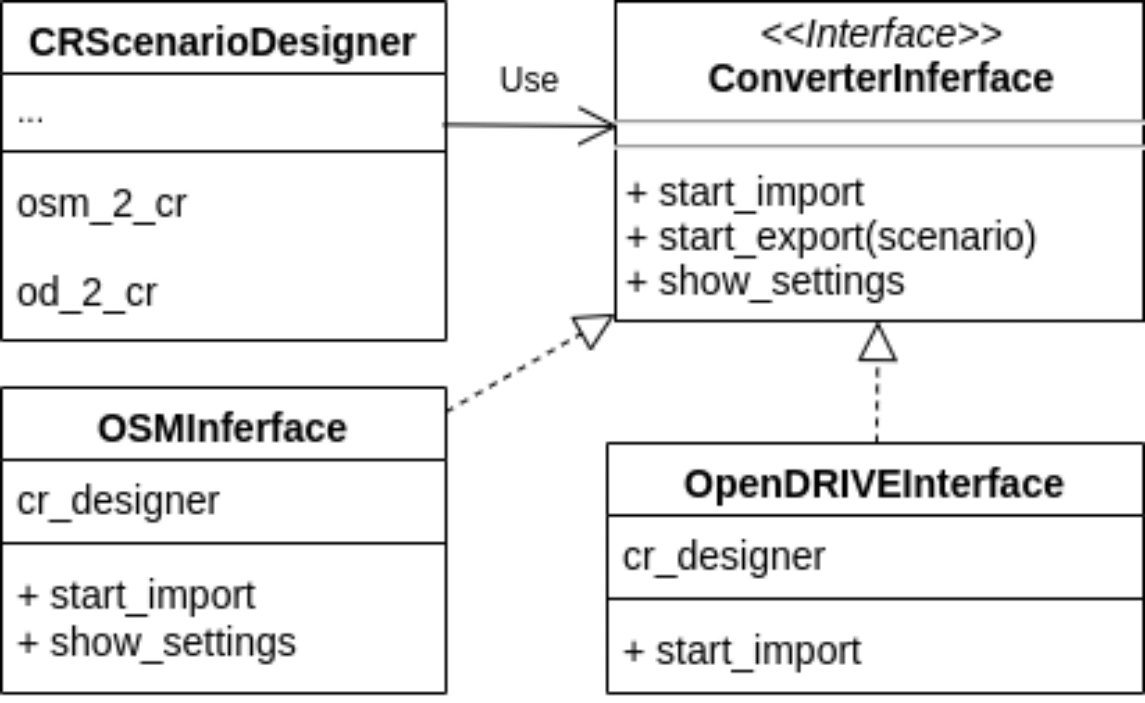 CRScenarioDesigner
...
osm_2_cr
od_2_cr
Use
<<Interface>>
ConverterInferface
+ start_import
+ start_export(scenario)
+ show_settings
OSMInferface
cr_designer
+ start_import
+ show_settings
OpenDRIVEInterface
cr_designer
+ start_import